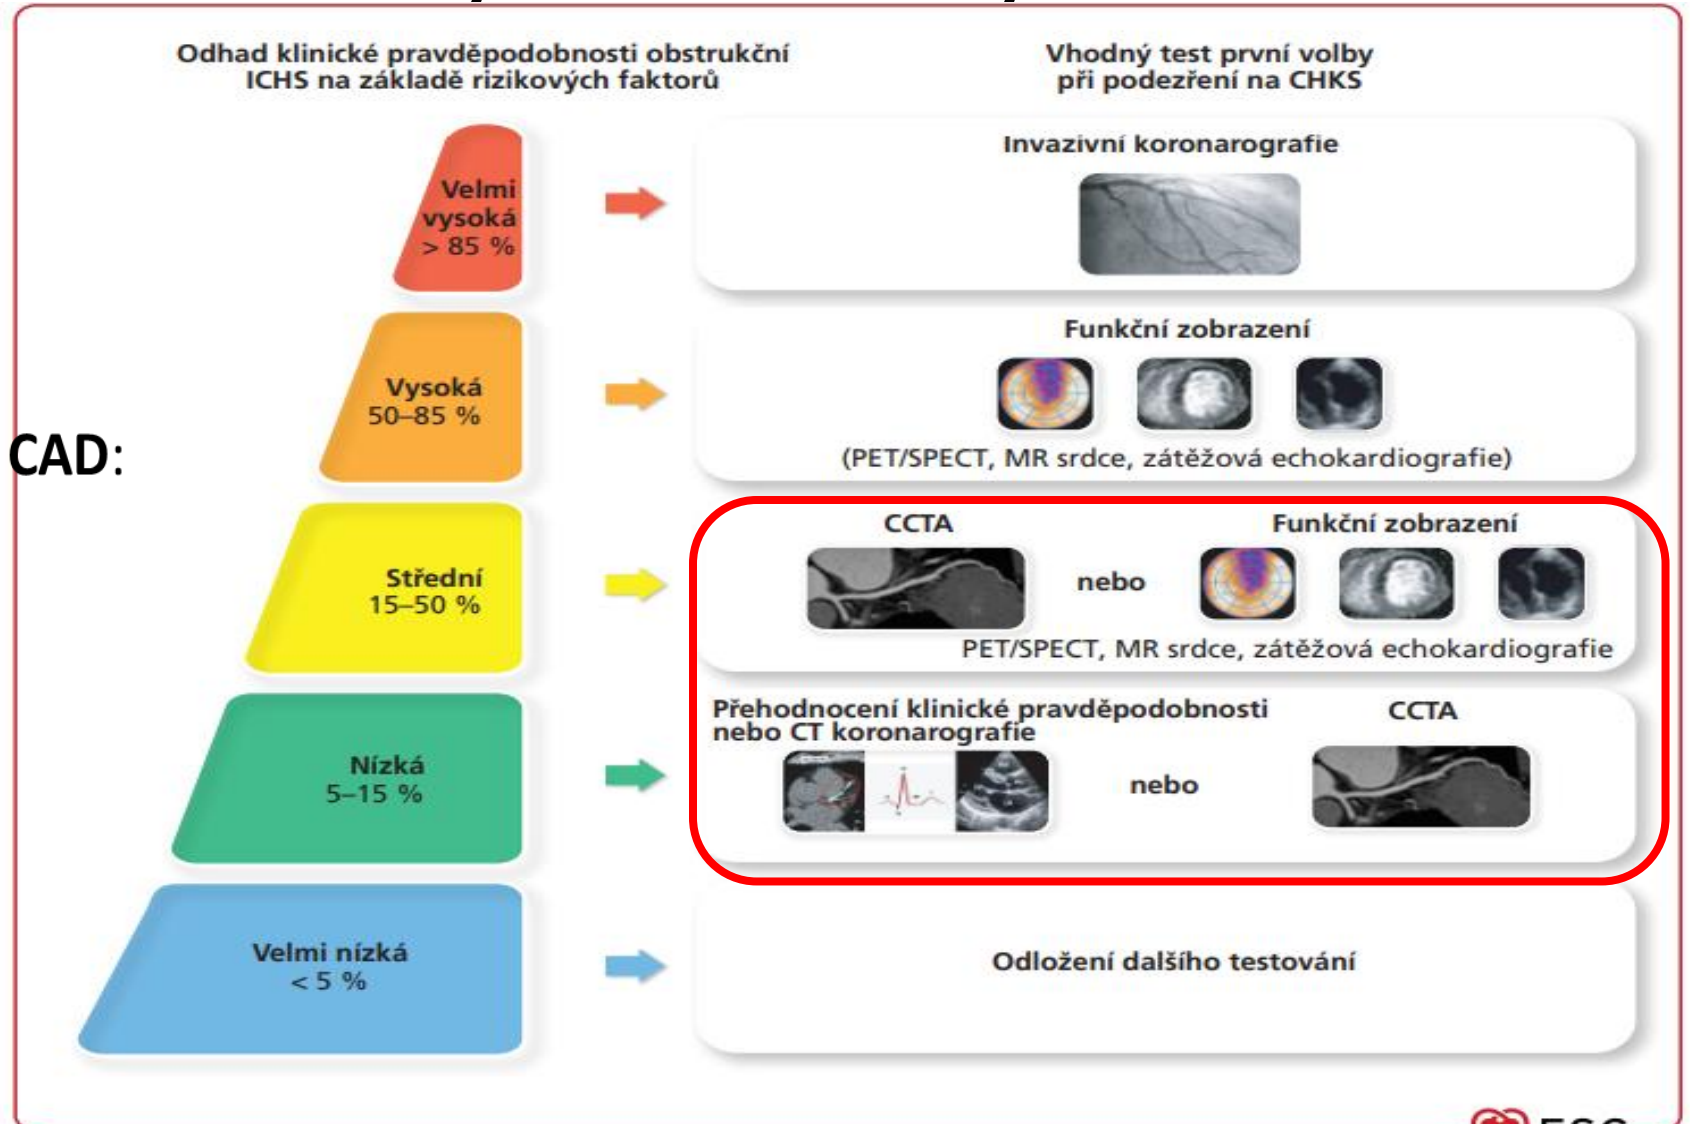 Odhad klinické pravděpodobnosti obstrukční
ICHS na základě rizikových faktorů
Vhodný test první volby
při podezření na CHKS
Velmi
vysoká
> 85 %
Invazivní koronarografie
Vysoká
50–85 %
Funkční zobrazení
(PET/SPECT, MR srdce, zátěžová echokardiografie)
CAD:
Střední
15–50 %
CCTA
nebo
Funkční zobrazení
PET/SPECT, MR srdce, zátěžová echokardiografie
Nízká
5–15 %
Přehodnocení klinické pravděpodobnosti
nebo CT koronarografie
nebo
CCTA
Velmi nízká
< 5 %
Odložení dalšího testování